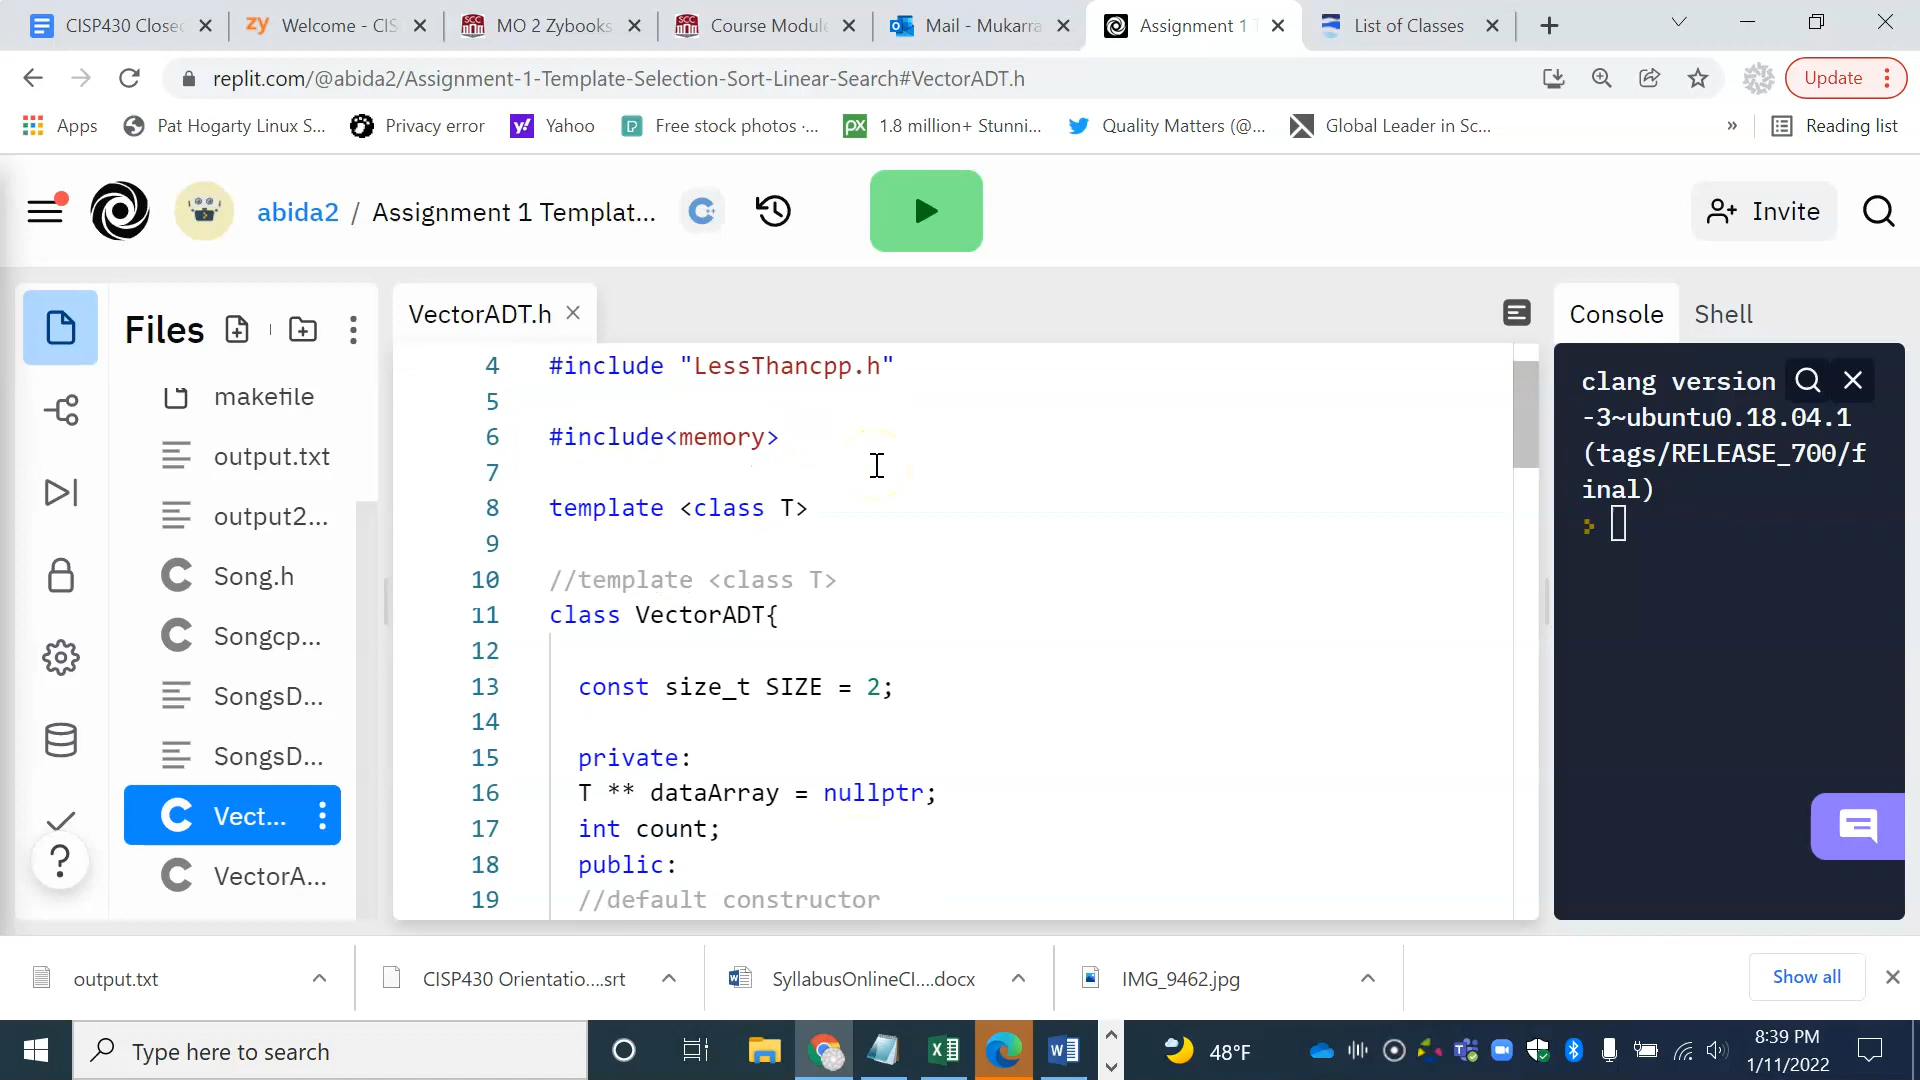 CISP430 Closed
Welcome - CIS
MO 2 Zybooks
Course Module
Mail - Mukarra
Assignment 1 T
List of Classes
replit.com/@abida2/Assignment-1-Template-Selection-Sort-Linear-Search#VectorADT.h
Update
Apps
Pat Hogarty Linux S...
Privacy error
Yahoo
Free stock photos ·...
1.8 million+ Stunni...
Quality Matters (@...
Global Leader in Sc...
»
Reading list
abida2 / Assignment 1 Templat...
Invite
Files
makefile
output.txt
output2...
Song.h
Songcp...
SongsD...
SongsD...
Vect...
VectorA...
VectorADT.h
4 #include "LessThancpp.h"
5
6 #include<memory>
7
8 template <class T>
9
10 //template <class T>
11 class VectorADT{
12
13 const size_t SIZE = 2;
14
15 private:
16 T ** dataArray = nullptr;
17 int count;
18 public:
19 //default constructor
Console
Shell
clang version
-3~ubuntu0.18.04.1
(tags/RELEASE_700/f
inal)
output.txt
CISP430 Orientatio....srt
SyllabusOnlineCI....docx
IMG_9462.jpg
Show all
Type here to search
48°F
8:39 PM
1/11/2022